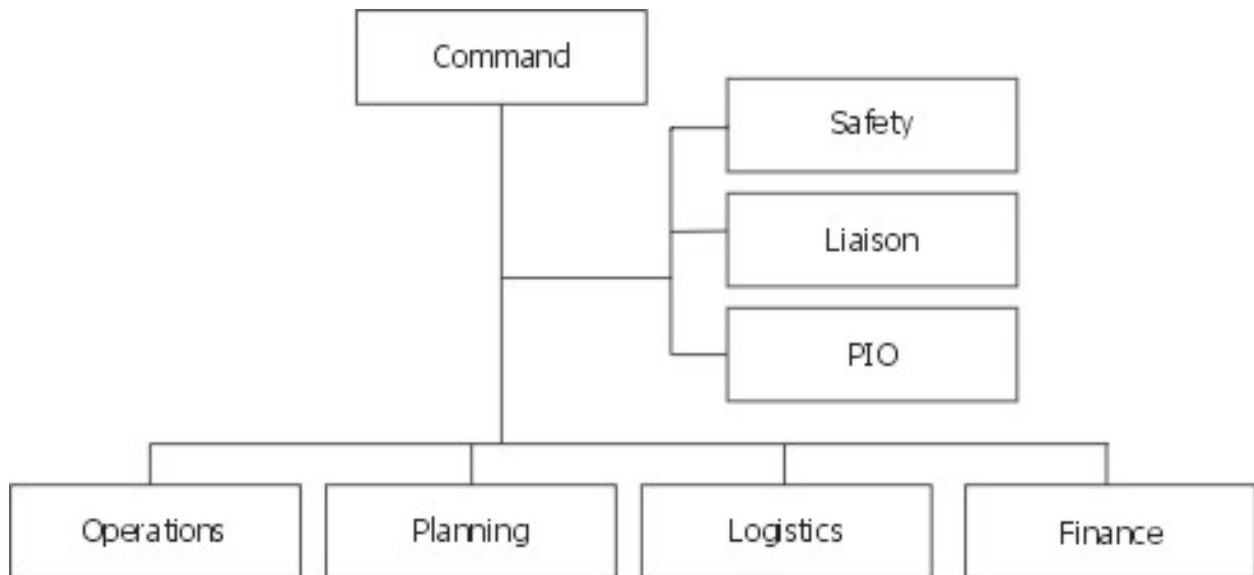 Command
Safety
Liaison
PIO
Operations
Planning
Logistics
Finance